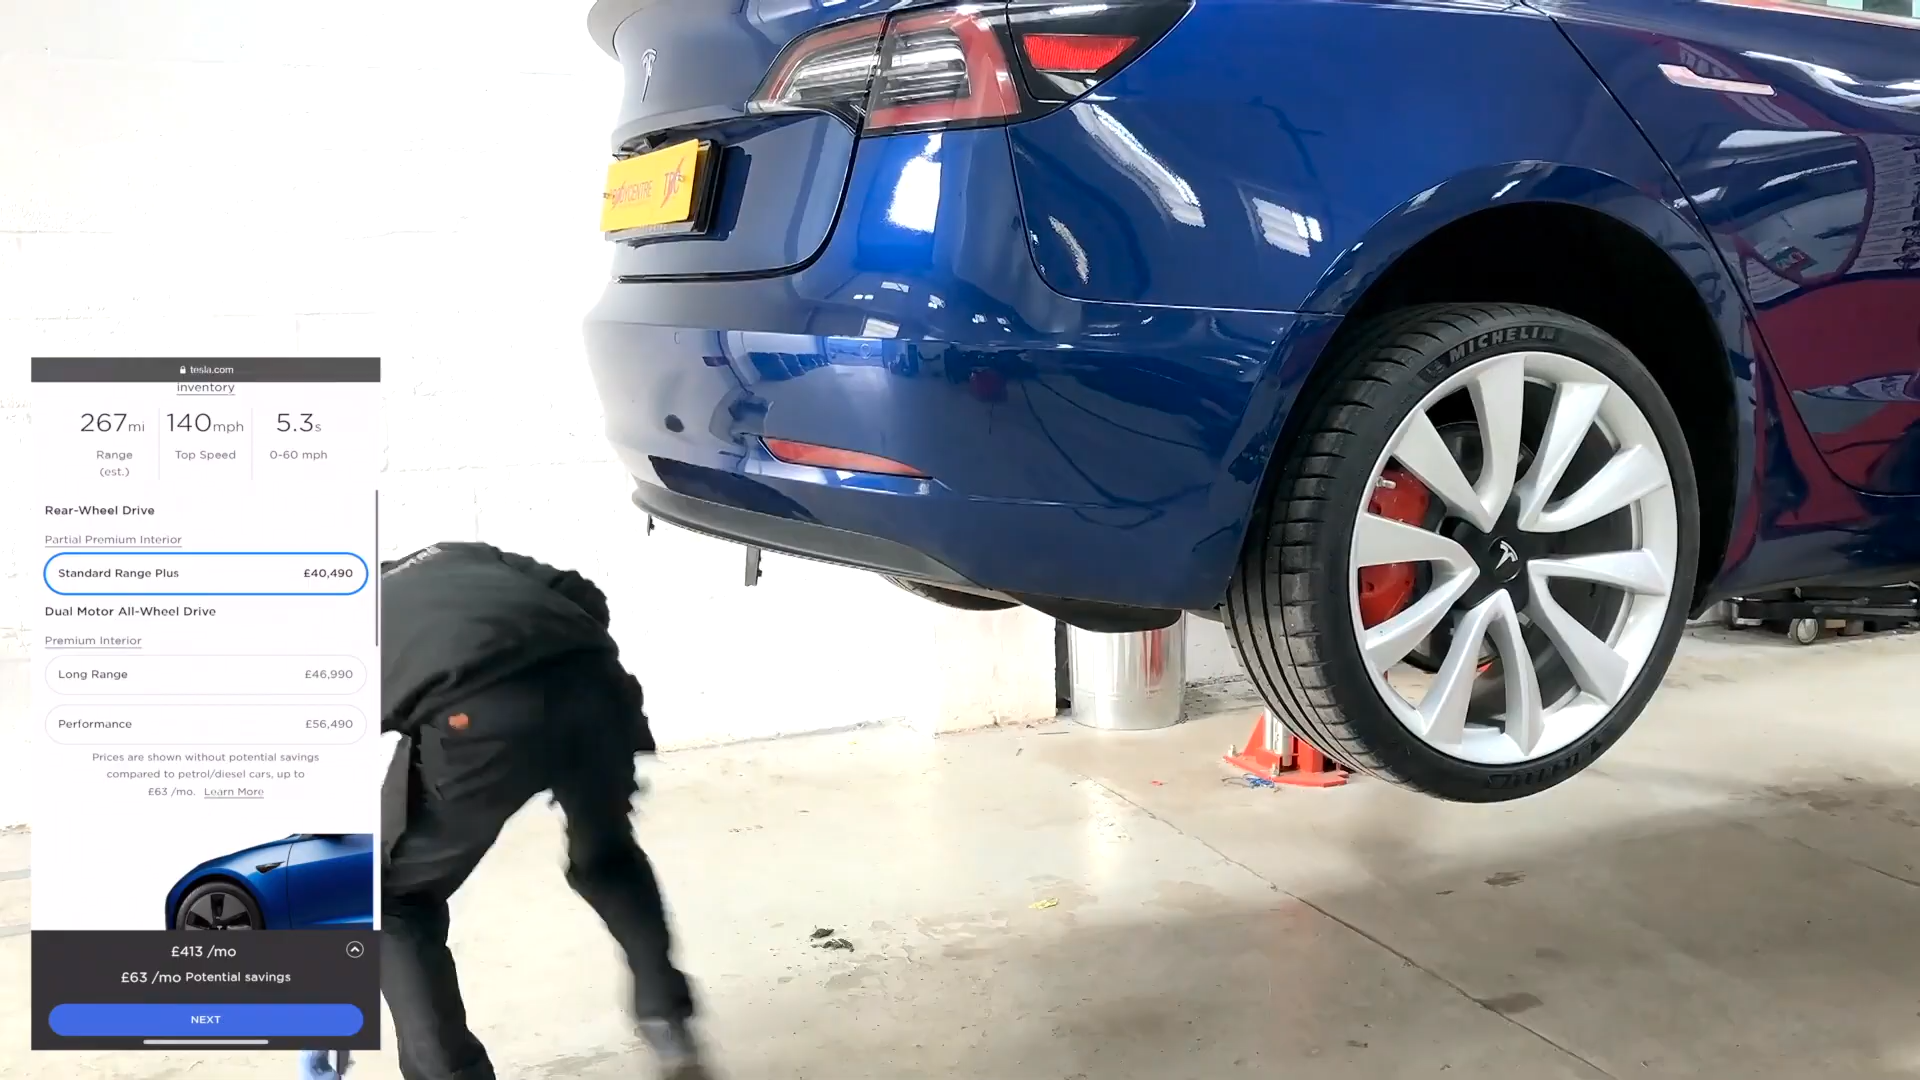 tesla.com
inventory
267mi 140mph 5.3s
Range (est.) Top Speed 0-60 mph
Rear-Wheel Drive
Partial Premium Interior
Standard Range Plus £40,490
Dual Motor All-Wheel Drive
Premium Interior
Long Range £46,990
Performance £56,490
Prices are shown without potential savings
compared to petrol/diesel cars, up to
£63 /mo. Learn More
£413 /mo
£63 /mo Potential savings
NEXT
MICHELIN